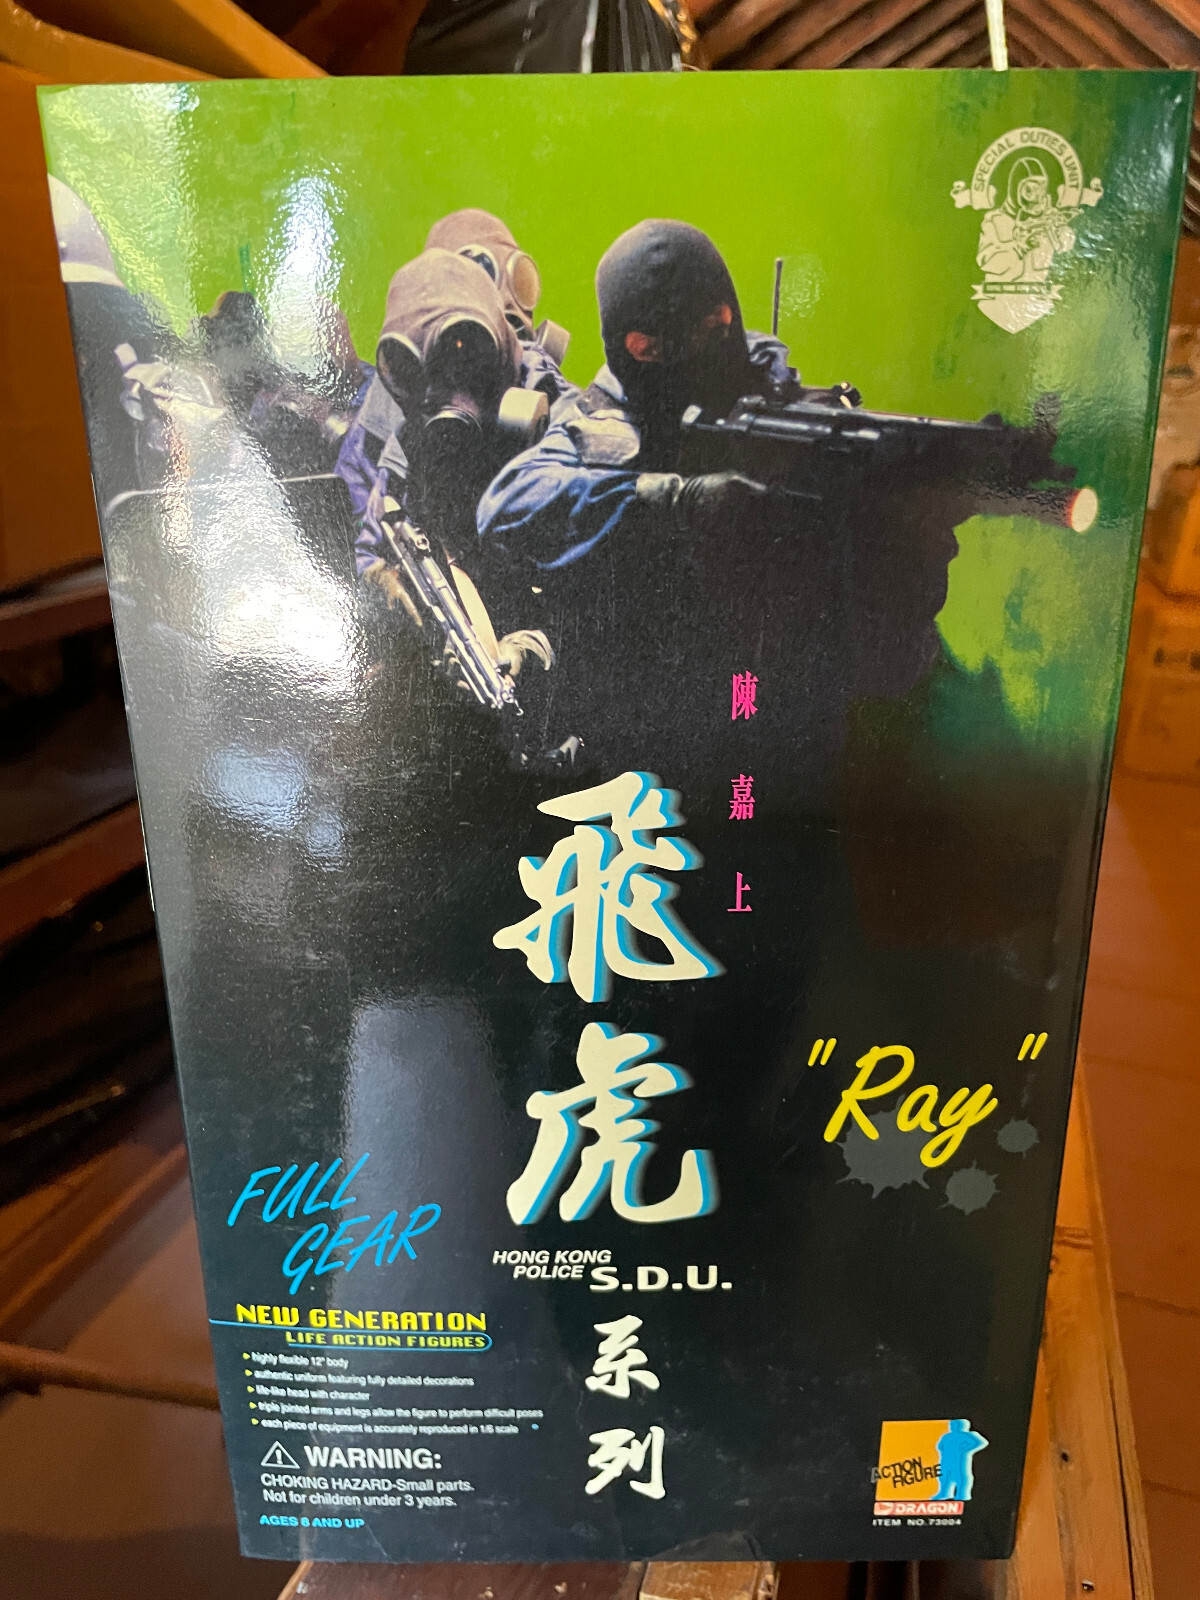 SPECIAL DUTIES UNIT
陳嘉上
飛虎
"Ray"
FULL
GEAR
HONG KONG
POLICE S.D.U.
系列
NEW GENERATION
LIFE ACTION FIGURES
highly flexible 12" body
authentic uniform featuring fully detailed decorations
life-like head with character
triple jointed arms and legs allow the figure to perform difficult poses
each piece of equipment is accurately reproduced in 1/6 scale
WARNING:
CHOKING HAZARD-Small parts.
Not for children under 3 years.
AGES 8 AND UP
ACTION
FIGURE
DRAGON
ITEM NO.73004